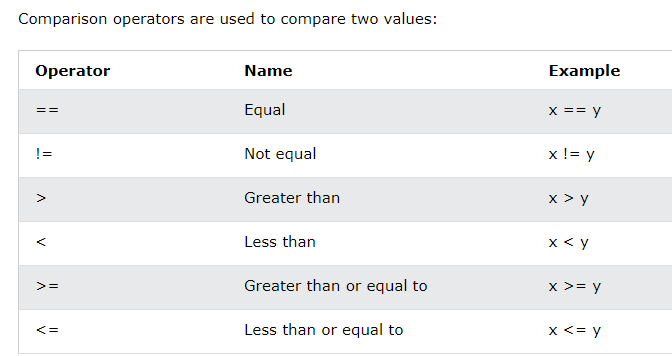 Comparison operators are used to compare two values:
Operator Name Example
== Equal x == y
!= Not equal x != y
> Greater than x > y
< Less than x < y
>= Greater than or equal to x >= y
<= Less than or equal to x <= y